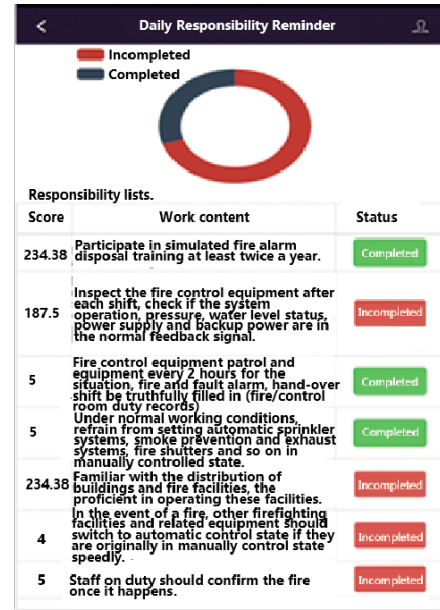 Daily Responsibility Reminder
Incompleted
Completed
Responsibility lists.
Score Work content Status
234.38 Participate in simulated fire alarm
disposal training at least twice a year.
Completed
187.5 Inspect the fire control equipment after
each shift, check if the system
operation, pressure, water level status,
power supply and backup power are in
the normal feedback signal.
Incompleted
5 Fire control equipment patrol and
equipment every 2 hours for the
situation, fire and fault alarm, hand-over
shift be truthfully filled in (fire/control
room duty records)
Completed
5 Under normal working conditions,
refrain from setting automatic sprinkler
systems, smoke prevention and exhaust
systems, fire shutters and so on in
manually controlled state.
Completed
234.38 Familiar with the distribution of
buildings and fire facilities, the
proficient in operating these facilities.
Incompleted
4 In the event of a fire, other firefighting
facilities and related equipment should
switch to automatic control state if they
are originally in manually control state
speedly.
Incompleted
5 Staff on duty should confirm the fire
once it happens.
Incompleted